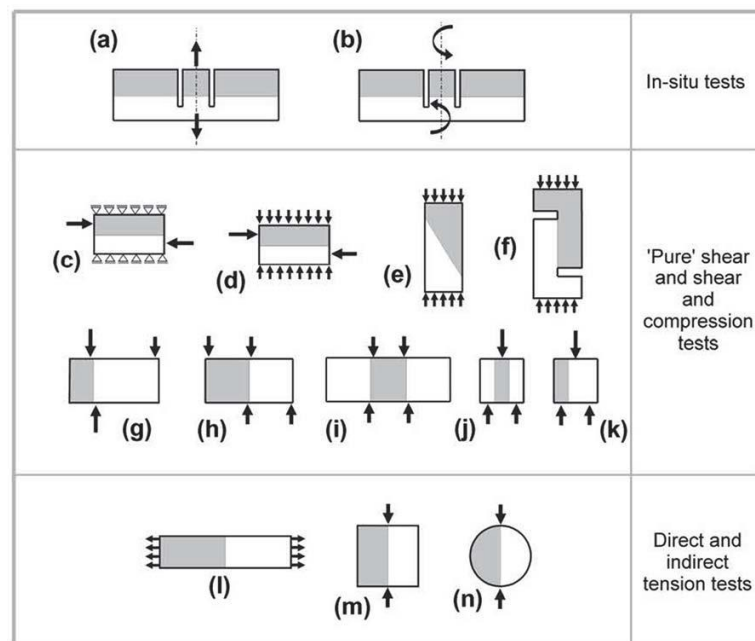 (a)
(b)
In-situ tests
(c)
(d)
(e)
(f)
'Pure' shear
and shear
and
compression
tests
(g)
(h)
(i)
(j)
(k)
(l)
(m)
(n)
Direct and
indirect
tension tests